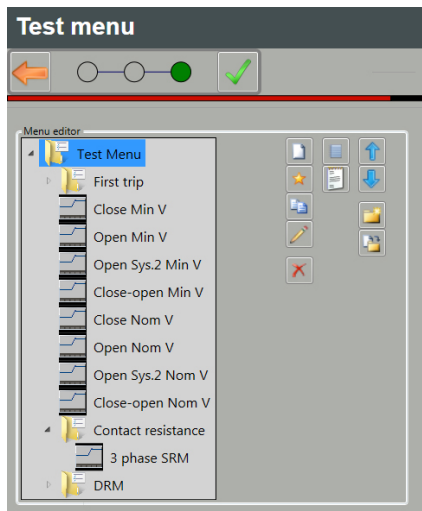 Test menu
Menu editor
Test Menu
First trip
Close Min V
Open Min V
Open Sys.2 Min V
Close-open Min V
Close Nom V
Open Nom V
Open Sys.2 Nom V
Close-open Nom V
Contact resistance
3 phase SRM
DRM